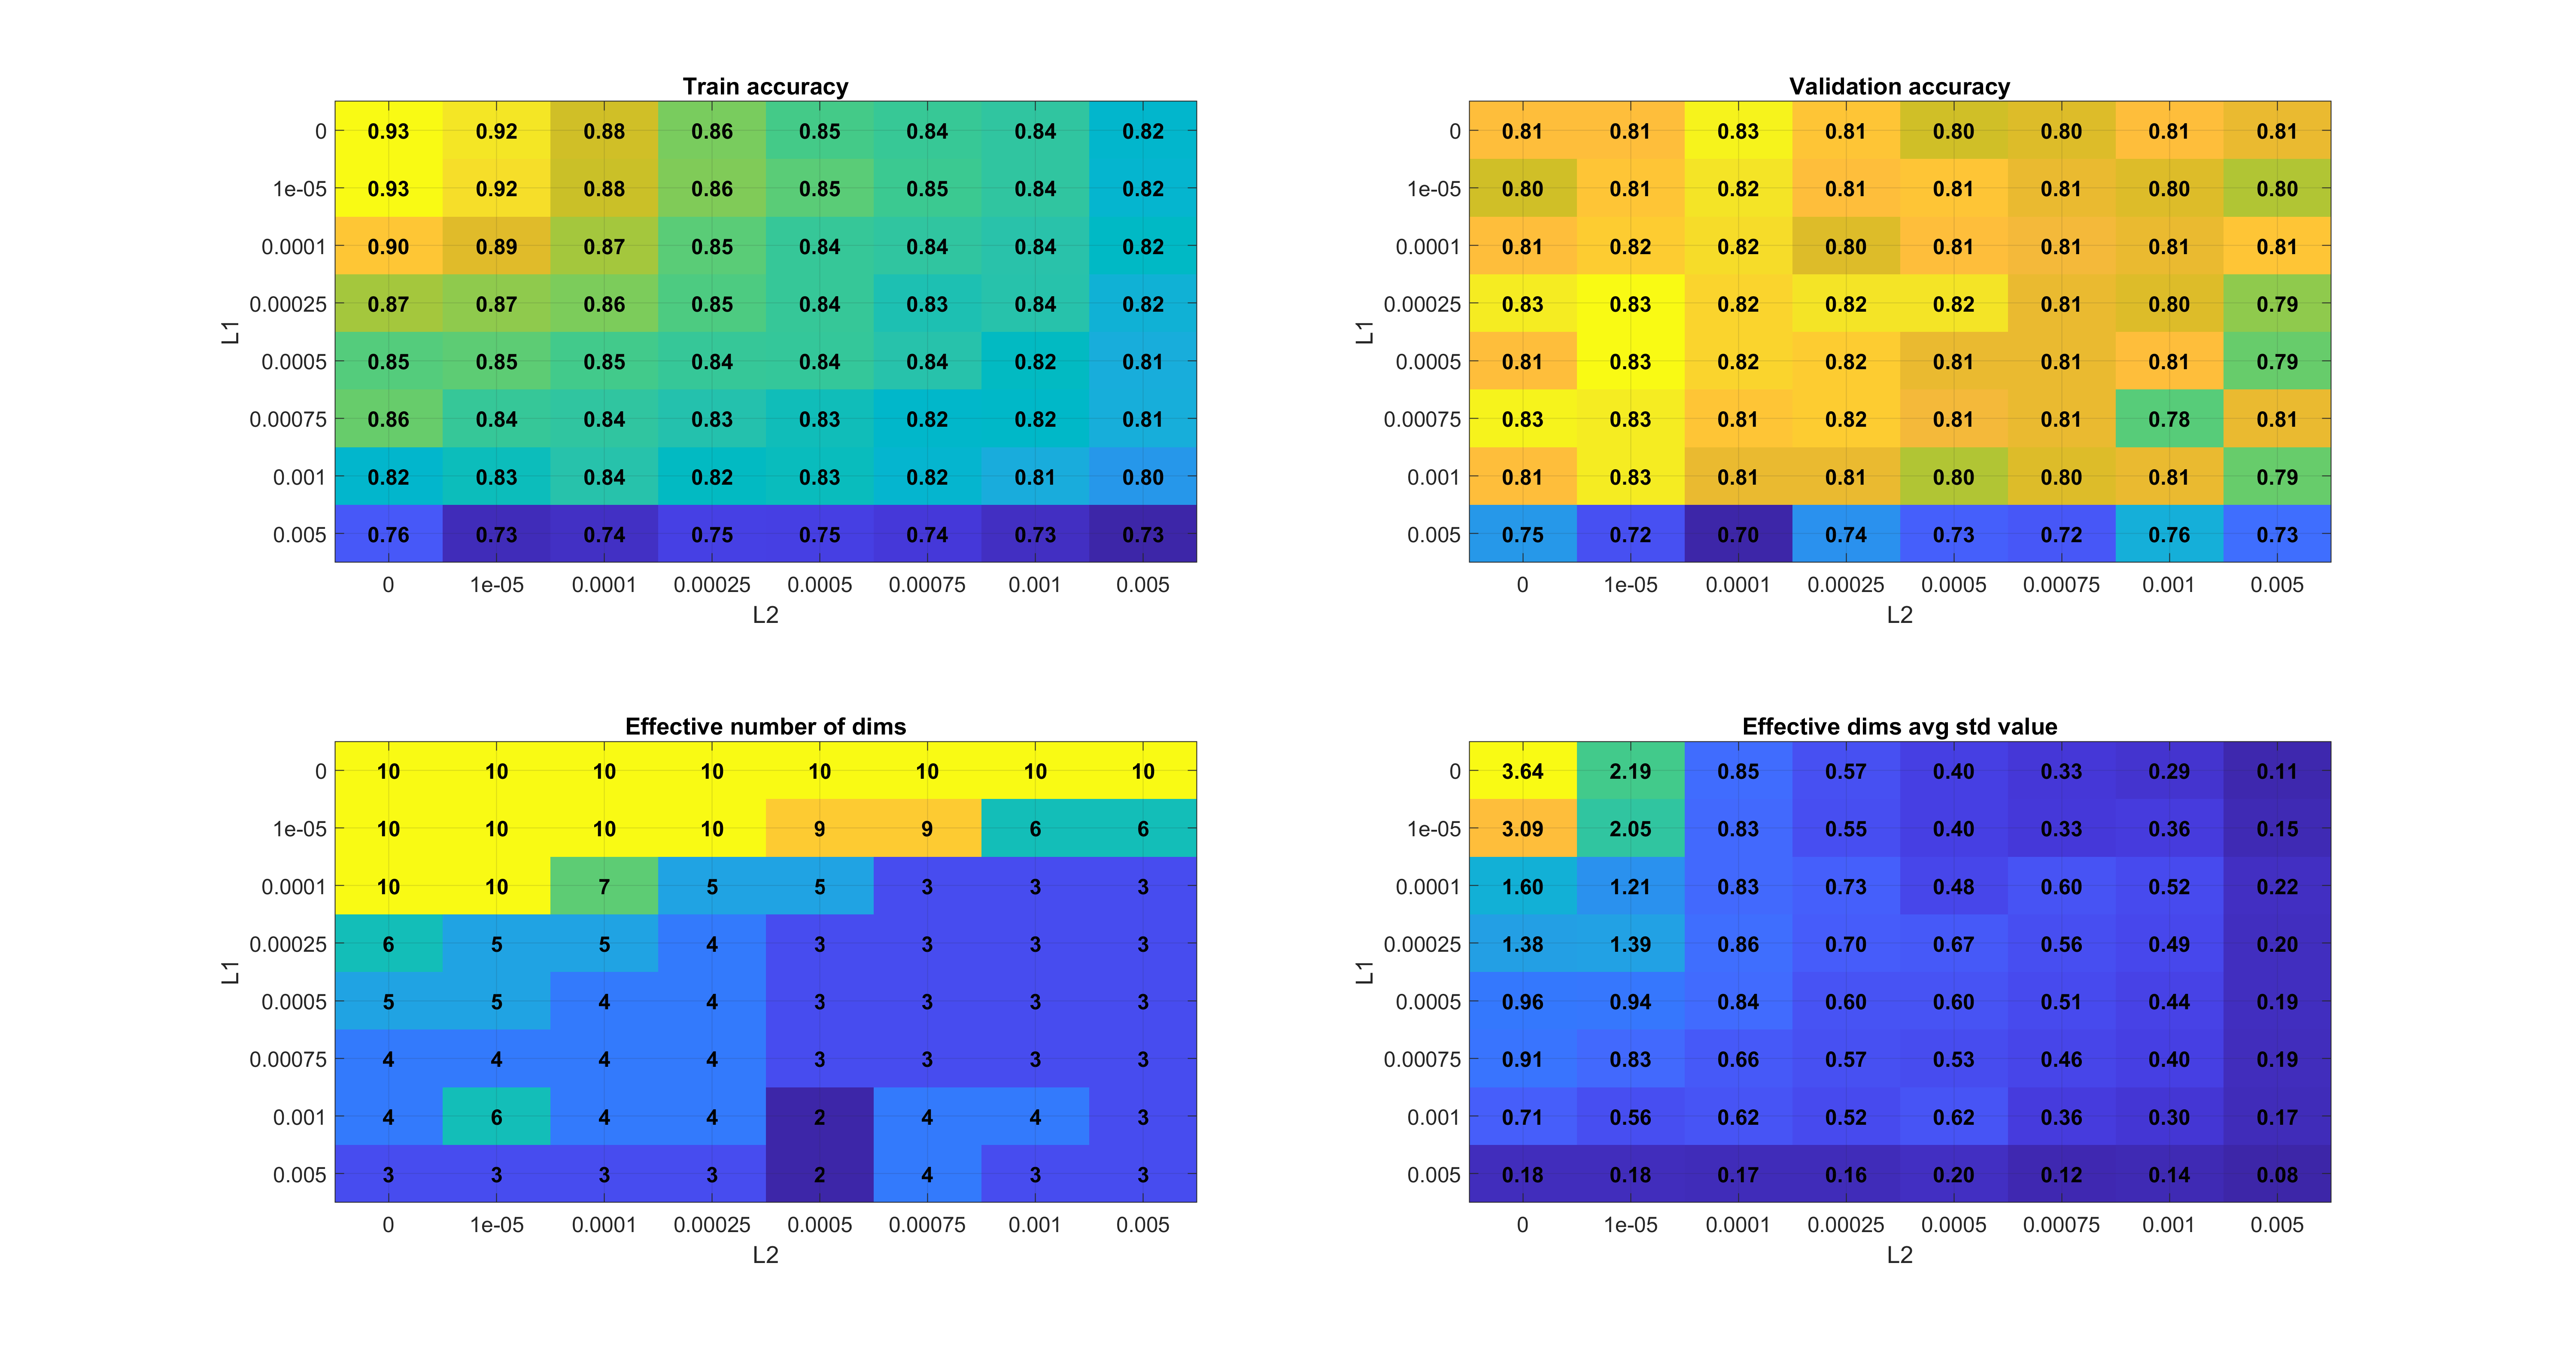 Train accuracy
0 0.93 0.92 0.88 0.86 0.85 0.84 0.84 0.82
1e-05 0.93 0.92 0.88 0.86 0.85 0.85 0.84 0.82
0.0001 0.90 0.89 0.87 0.85 0.84 0.84 0.84 0.82
0.00025 0.87 0.87 0.86 0.85 0.84 0.83 0.84 0.82
L1
0.0005 0.85 0.85 0.85 0.84 0.84 0.84 0.82 0.81
0.00075 0.86 0.84 0.84 0.83 0.83 0.82 0.82 0.81
0.001 0.82 0.83 0.84 0.82 0.83 0.82 0.81 0.80
0.005 0.76 0.73 0.74 0.75 0.75 0.74 0.73 0.73
0 1e-05 0.0001 0.00025 0.0005 0.00075 0.001 0.005
L2
Validation accuracy
0 0.81 0.81 0.83 0.81 0.80 0.80 0.81 0.81
1e-05 0.80 0.81 0.82 0.81 0.81 0.81 0.80 0.80
0.0001 0.81 0.82 0.82 0.80 0.81 0.81 0.81 0.81
0.00025 0.83 0.83 0.82 0.82 0.82 0.81 0.80 0.79
L1
0.0005 0.81 0.83 0.82 0.82 0.81 0.81 0.81 0.79
0.00075 0.83 0.83 0.81 0.82 0.81 0.81 0.78 0.81
0.001 0.81 0.83 0.81 0.81 0.80 0.80 0.81 0.79
0.005 0.75 0.72 0.70 0.74 0.73 0.72 0.76 0.73
0 1e-05 0.0001 0.00025 0.0005 0.00075 0.001 0.005
L2
Effective number of dims
0 10 10 10 10 10 10 10 10
1e-05 10 10 10 10 9 9 6 6
0.0001 10 10 7 5 5 3 3 3
0.00025 6 5 5 4 3 3 3 3
L1
0.0005 5 5 4 4 3 3 3 3
0.00075 4 4 4 4 3 3 3 3
0.001 4 6 4 4 2 4 4 3
0.005 3 3 3 3 2 4 3 3
0 1e-05 0.0001 0.00025 0.0005 0.00075 0.001 0.005
L2
Effective dims avg std value
0 3.64 2.19 0.85 0.57 0.40 0.33 0.29 0.11
1e-05 3.09 2.05 0.83 0.55 0.40 0.33 0.36 0.15
0.0001 1.60 1.21 0.83 0.73 0.48 0.60 0.52 0.22
0.00025 1.38 1.39 0.86 0.70 0.67 0.56 0.49 0.20
L1
0.0005 0.96 0.94 0.84 0.60 0.60 0.51 0.44 0.19
0.00075 0.91 0.83 0.66 0.57 0.53 0.46 0.40 0.19
0.001 0.71 0.56 0.62 0.52 0.62 0.36 0.30 0.17
0.005 0.18 0.18 0.17 0.16 0.20 0.12 0.14 0.08
0 1e-05 0.0001 0.00025 0.0005 0.00075 0.001 0.005
L2